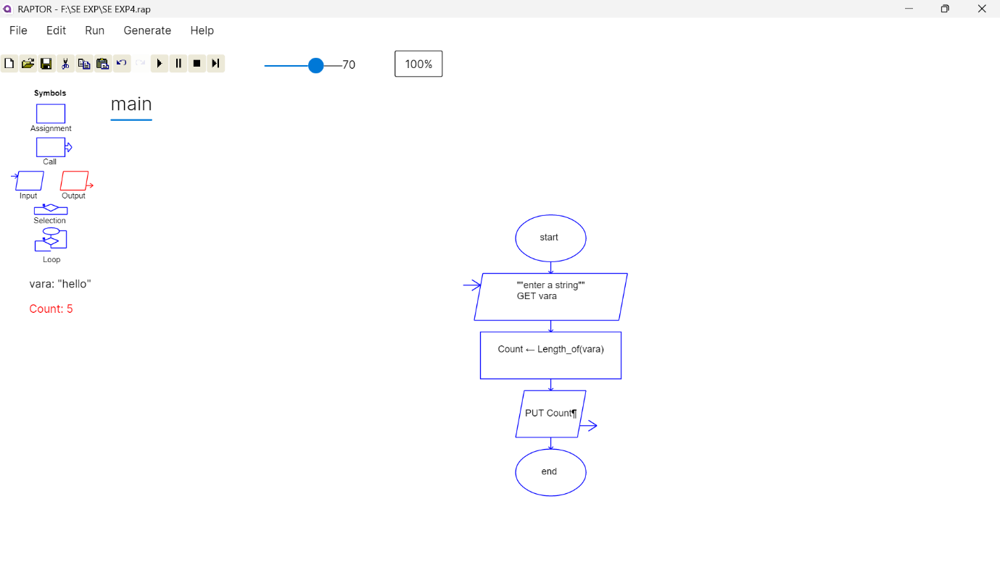 RAPTOR - F:\SE EXP\SE EXP4.rap
File Edit Run Generate Help
70
100%
Symbols
main
Assignment
Call
Input Output
Selection
Loop
vara: "hello"
Count: 5
start
""enter a string""
GET vara
Count ← Length_of(vara)
PUT Count¶
end